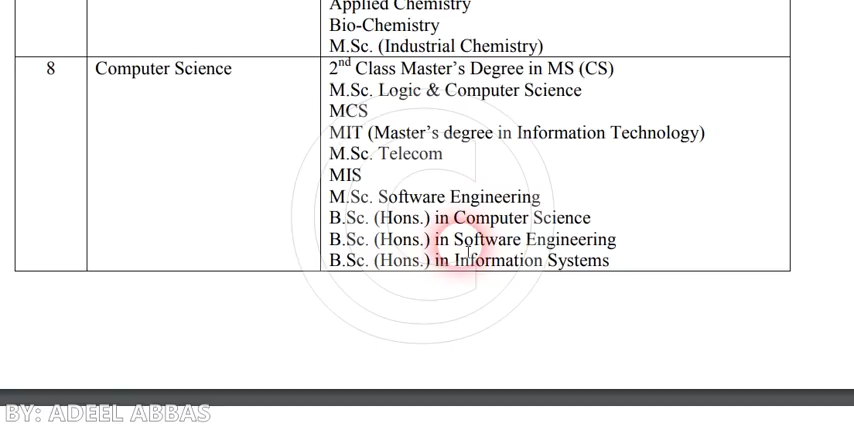 Applied Chemistry
Bio-Chemistry
M.Sc. (Industrial Chemistry)
8 Computer Science 2nd Class Master's Degree in MS (CS)
M.Sc. Logic & Computer Science
MCS
MIT (Master's degree in Information Technology)
M.Sc. Telecom
MIS
M.Sc. Software Engineering
B.Sc. (Hons.) in Computer Science
B.Sc. (Hons.) in Software Engineering
B.Sc. (Hons.) in Information Systems
BY: ADEEL ABBAS